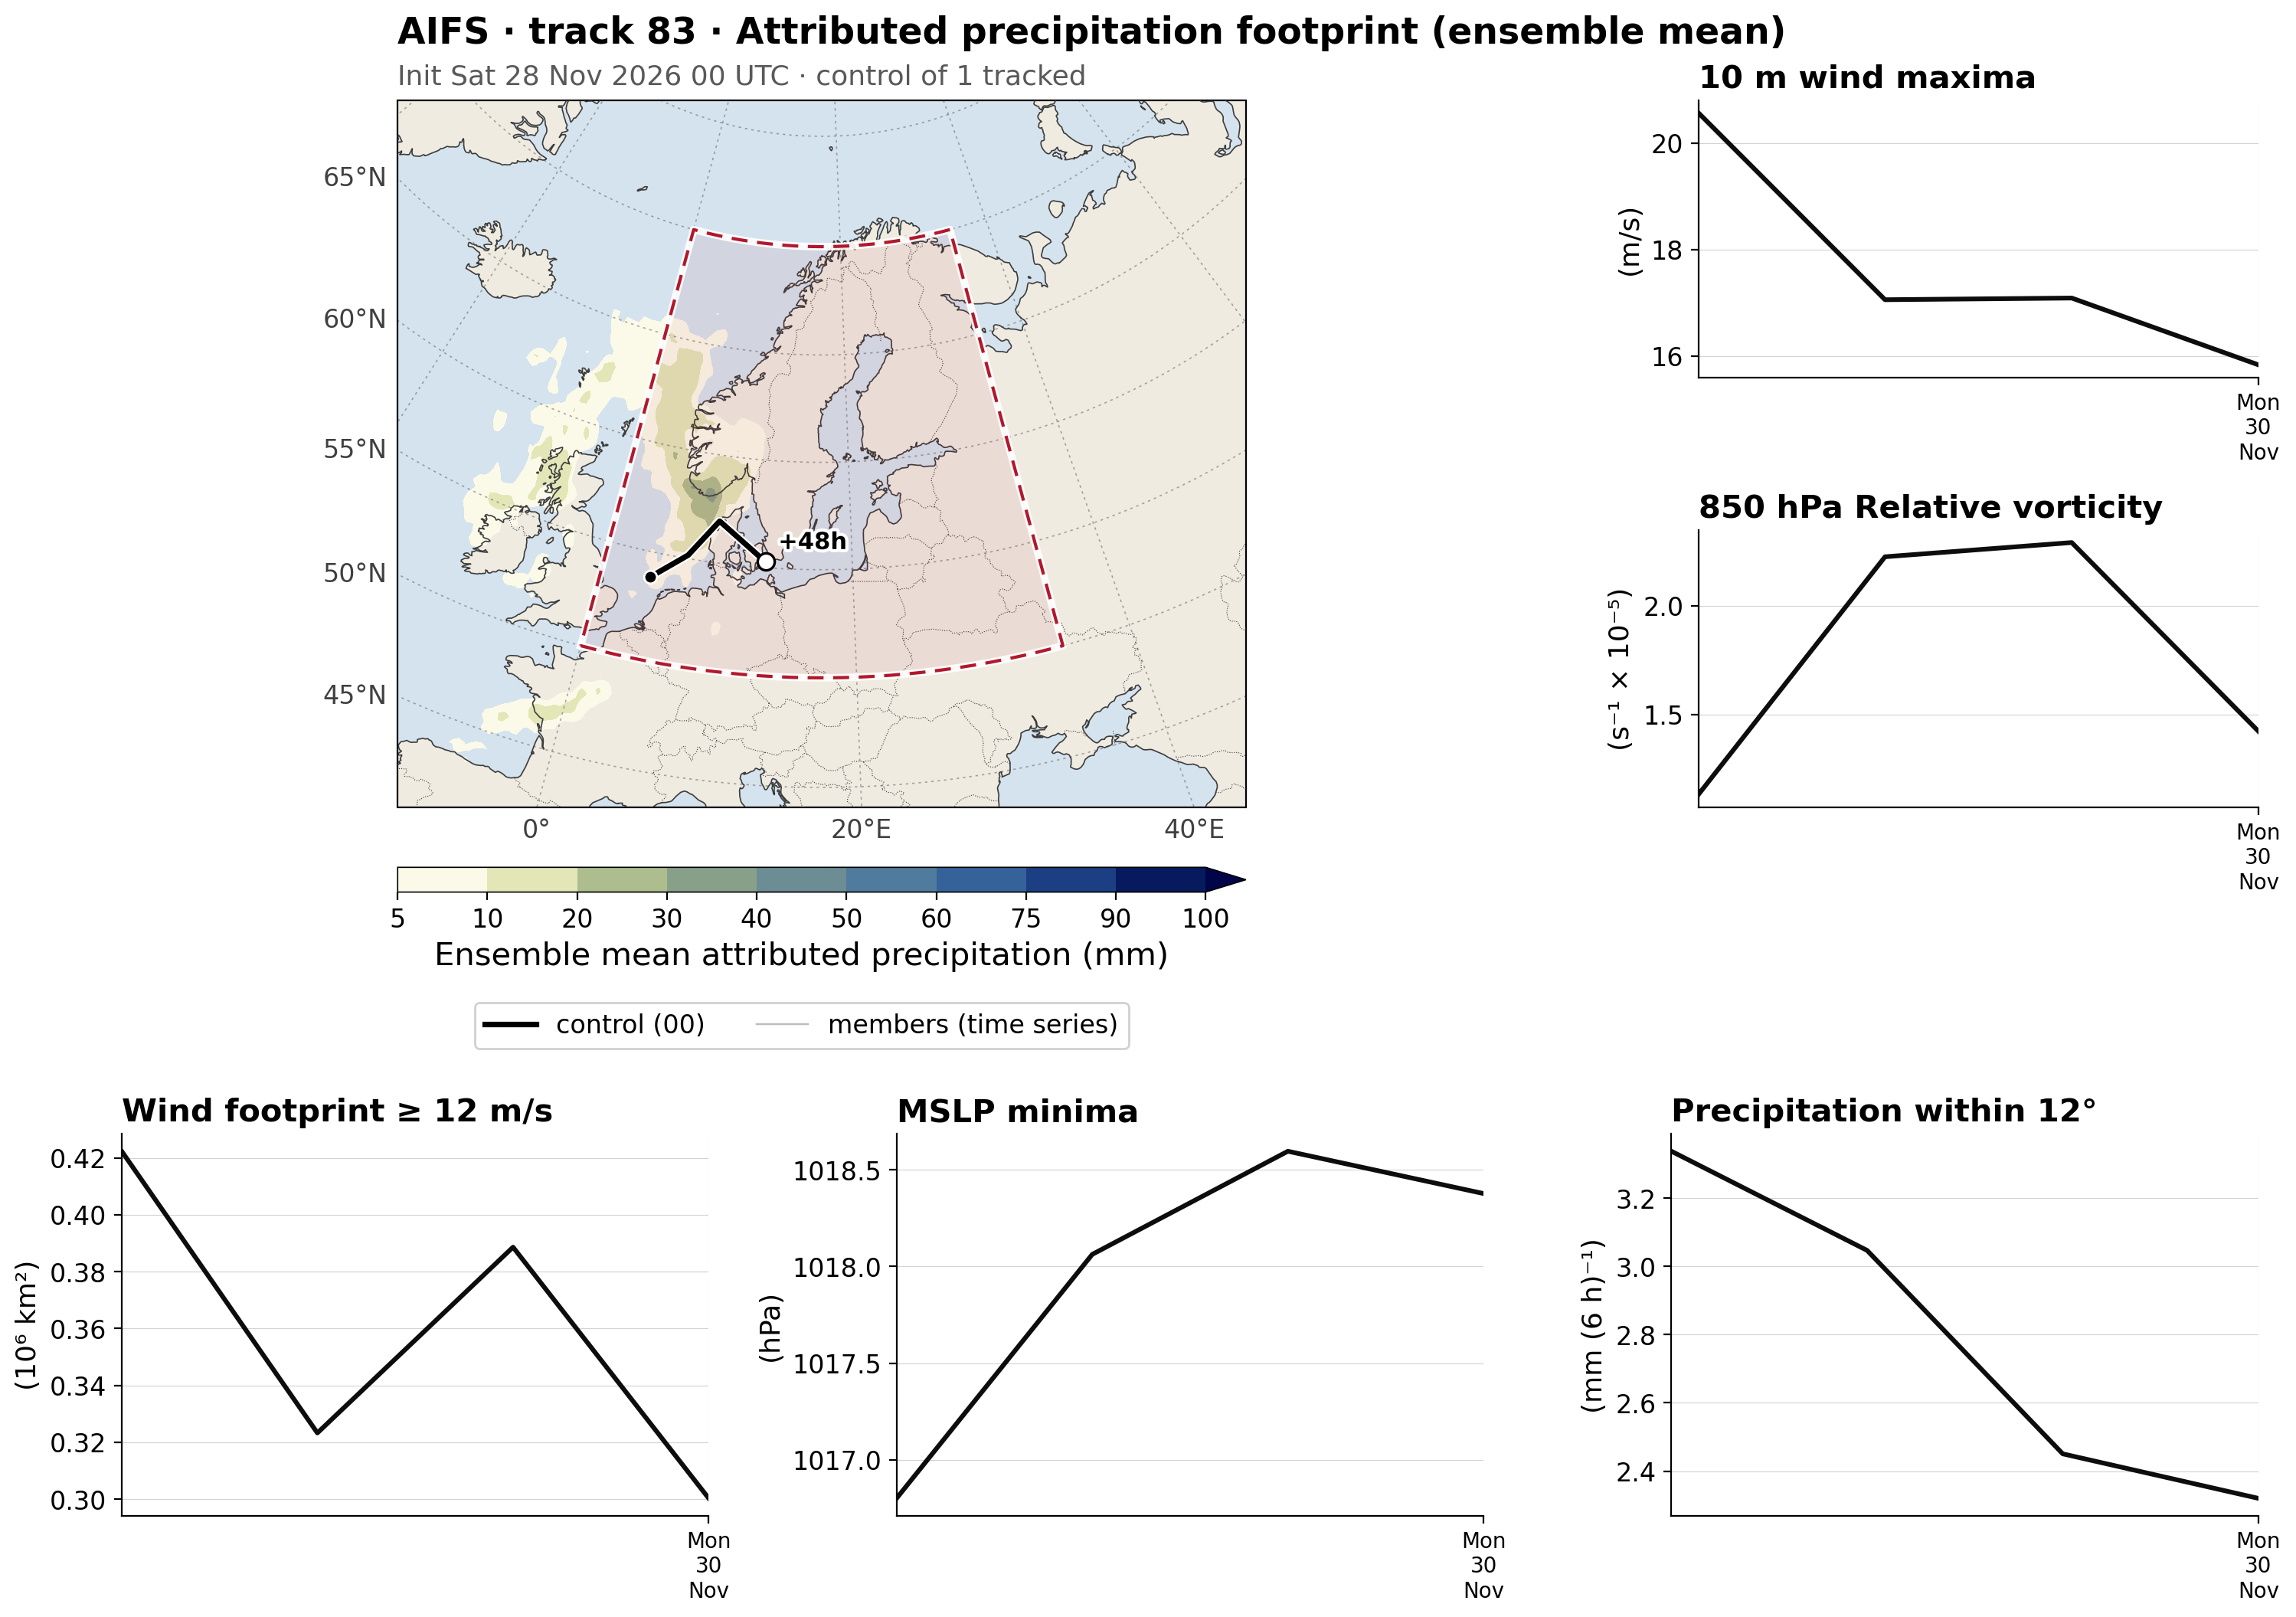 AIFS · track 83 · Attributed precipitation footprint (ensemble mean)
Init Sat 28 Nov 2026 00 UTC · control of 1 tracked
65°N
60°N
55°N
50°N
45°N
0°
20°E
40°E
+48h
5 10 20 30 40 50 60 75 90 100
Ensemble mean attributed precipitation (mm)
control (00)
members (time series)
10 m wind maxima
(m/s)
20
18
16
Mon
30
Nov
850 hPa Relative vorticity
(s⁻¹ × 10⁻⁵)
2.0
1.5
Mon
30
Nov
Wind footprint ≥ 12 m/s
(10⁶ km²)
0.42
0.40
0.38
0.36
0.34
0.32
0.30
Mon
30
Nov
MSLP minima
(hPa)
1018.5
1018.0
1017.5
1017.0
Mon
30
Nov
Precipitation within 12°
(mm (6 h)⁻¹)
3.2
3.0
2.8
2.6
2.4
Mon
30
Nov